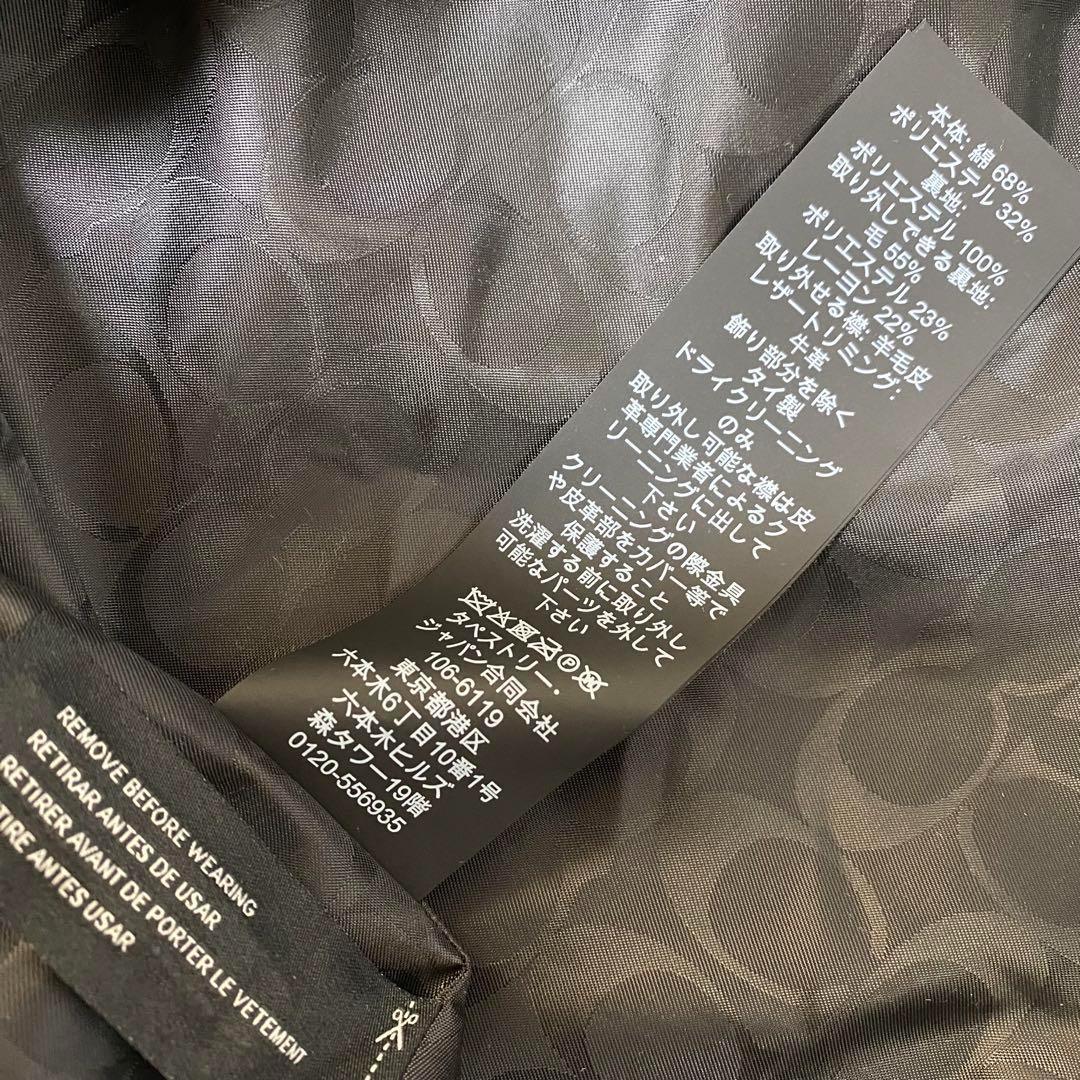 本体: 綿 68%
ポリエステル 32%
裏地:
ポリエステル 100%
取り外しできる裏地:
毛 55%
ポリエステル 23%
レーヨン 22%
取り外せる襟: 羊毛皮
レザートリミング:
牛革
飾り部分を除く
タイ製
ドライクリーニング
のみ
取り外し可能な襟は皮
革専門業者によるク
リーニングに出して
下さい
クリーニングの際金具
や皮革部をカバー等で
保護すること
洗濯する前に取り外し
可能なパーツを外して
下さい
タペストリー・
ジャパン合同会社
106-6119
東京都港区
六本木6丁目10番1号
六本木ヒルズ
森タワー19階
0120-556935
REMOVE BEFORE WEARING
RETIRAR ANTES DE USAR
RETIRER AVANT DE PORTER LE VETEMENT
TIRE ANTES USAR